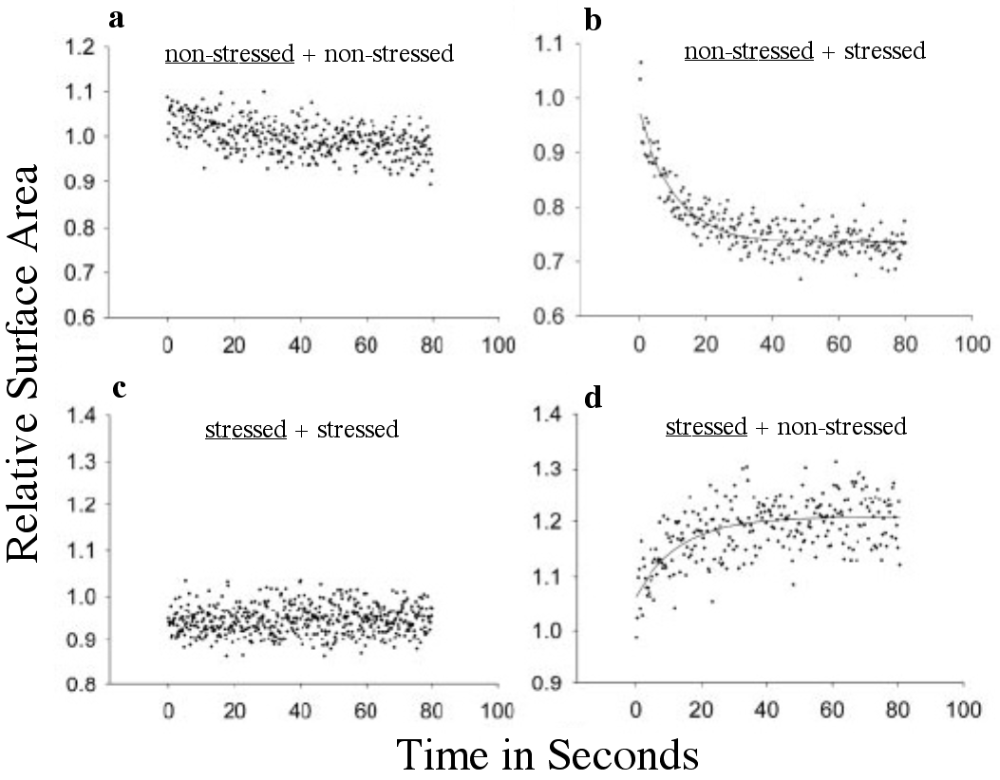 a
non-stressed + non-stressed
1.2
1.1
1.0
0.9
0.8
0.7
0.6
0 20 40 60 80 100
b
non-stressed + stressed
1.1
1.0
0.9
0.8
0.7
0.6
0 20 40 60 80 100
c
stressed + stressed
1.4
1.3
1.2
1.1
1.0
0.9
0.8
0 20 40 60 80 100
d
stressed + non-stressed
1.4
1.3
1.2
1.1
1.0
0.9
0 20 40 60 80 100
Relative Surface Area
Time in Seconds